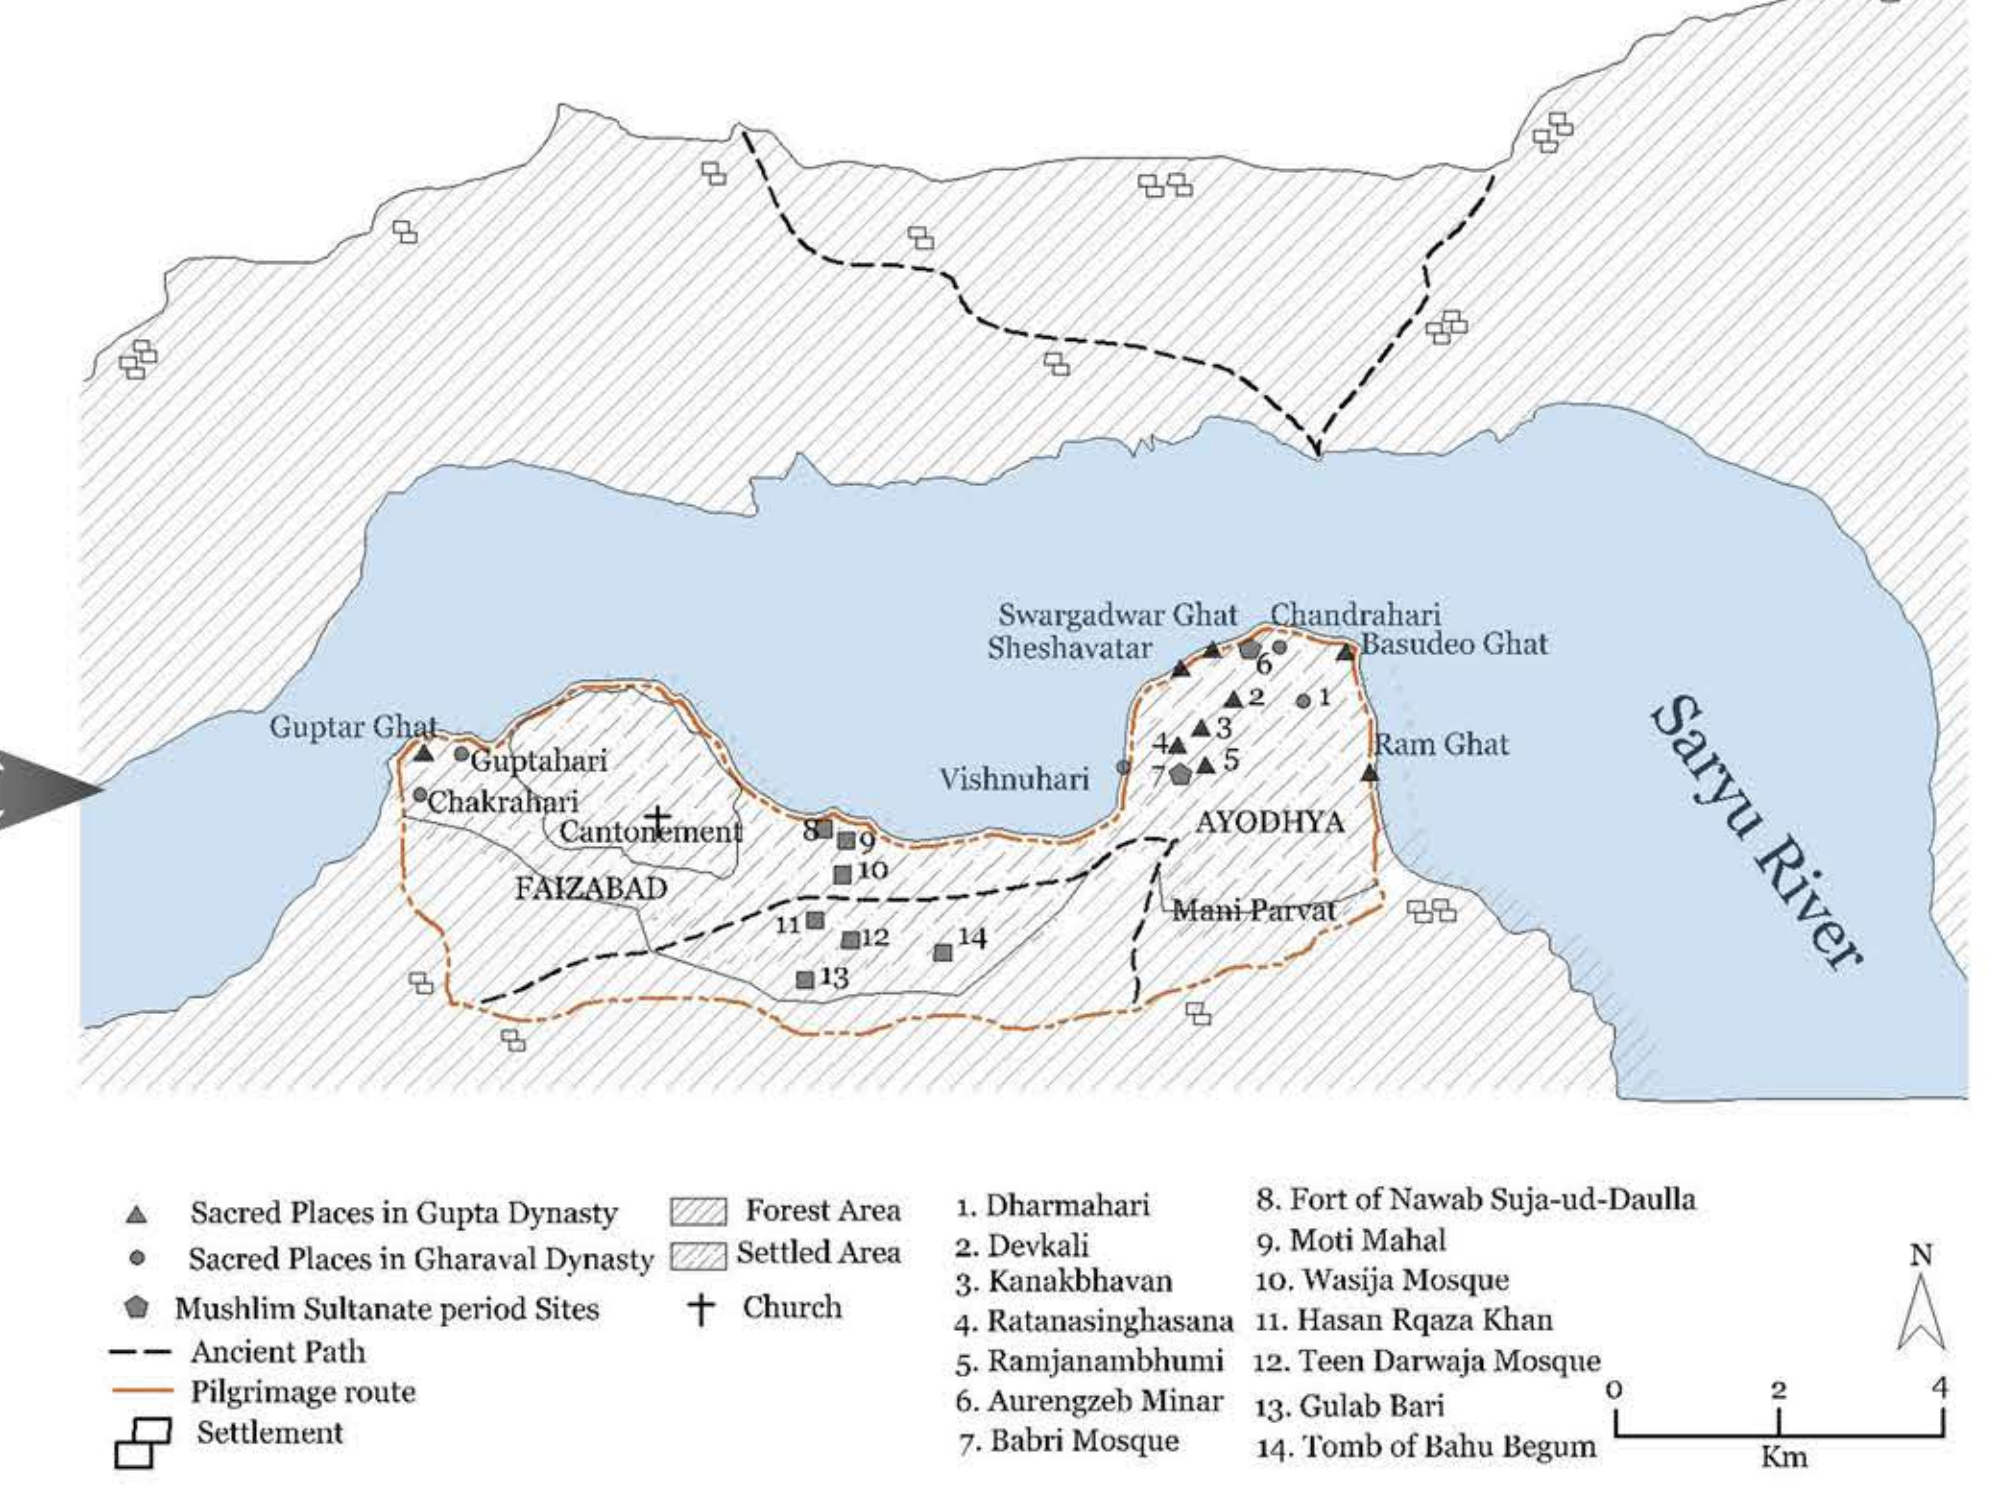 Swargadwar Ghat
Chandrahari
Sheshavatar
Basudeo Ghat
6
2
1
Guptar Ghat
3
4
Ram Ghat
Guptahari
5
7
Vishnuhari
Chakrahari
Saryu River
Cantonement
8
AYODHYA
9
10
FAIZABAD
Mani Parvat
11
12
14
13
Sacred Places in Gupta Dynasty
Sacred Places in Gharaval Dynasty
Mushlim Sultanate period Sites
Ancient Path
Pilgrimage route
Settlement
Forest Area
Settled Area
Church
1. Dharmahari
2. Devkali
3. Kanakbhavan
4. Ratanasinghasana
5. Ramjanambhumi
6. Aurengzeb Minar
7. Babri Mosque
8. Fort of Nawab Suja-ud-Daulla
9. Moti Mahal
10. Wasija Mosque
11. Hasan Rqaza Khan
12. Teen Darwaja Mosque
13. Gulab Bari
14. Tomb of Bahu Begum
N
0 2 4
Km